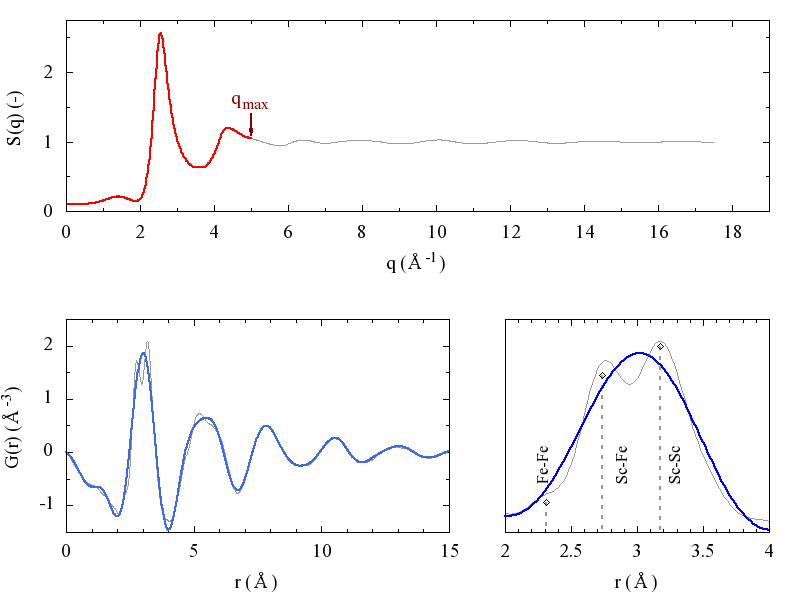 S(q) (-)
2
1
0
q_max
0 2 4 6 8 10 12 14 16 18
q (Å^-1)
G(r) (Å^-3)
2
1
0
-1
0 5 10 15
r (Å)
Fe-Fe
Sc-Fe
Sc-Sc
2 2.5 3 3.5 4
r (Å)